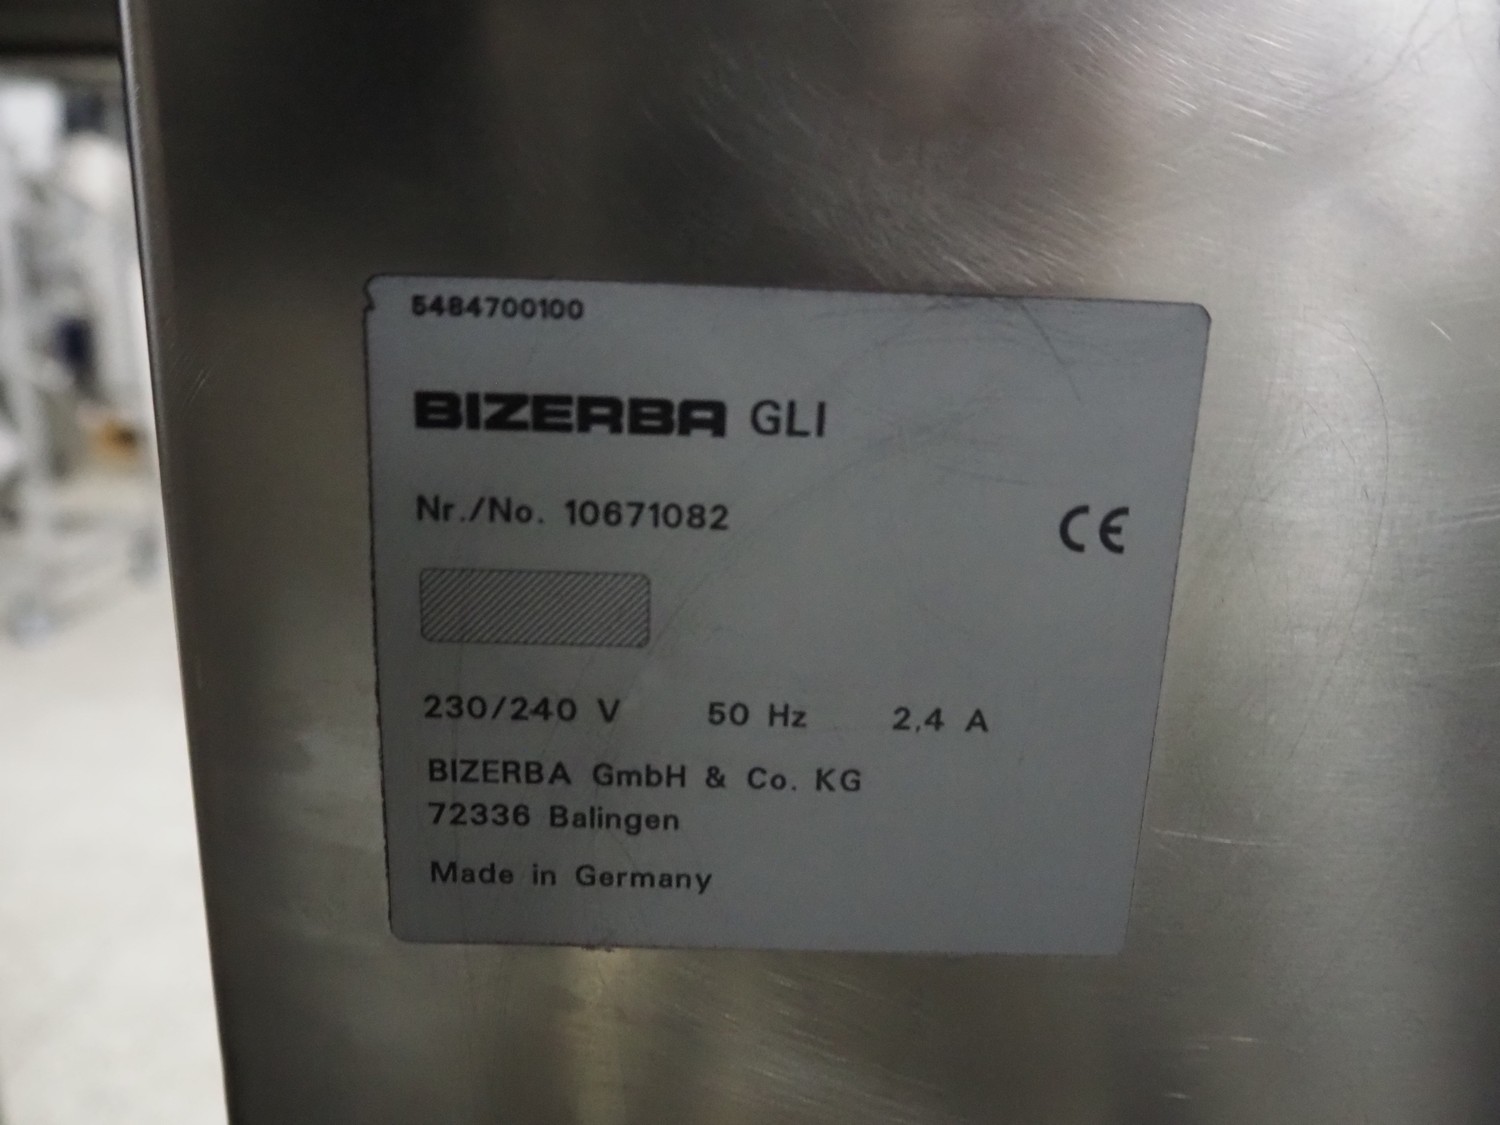 5484700100
BIZERBA GLI
Nr./No. 10671082
CE
230/240 V 50 Hz 2,4 A
BIZERBA GmbH & Co. KG
72336 Balingen
Made in Germany